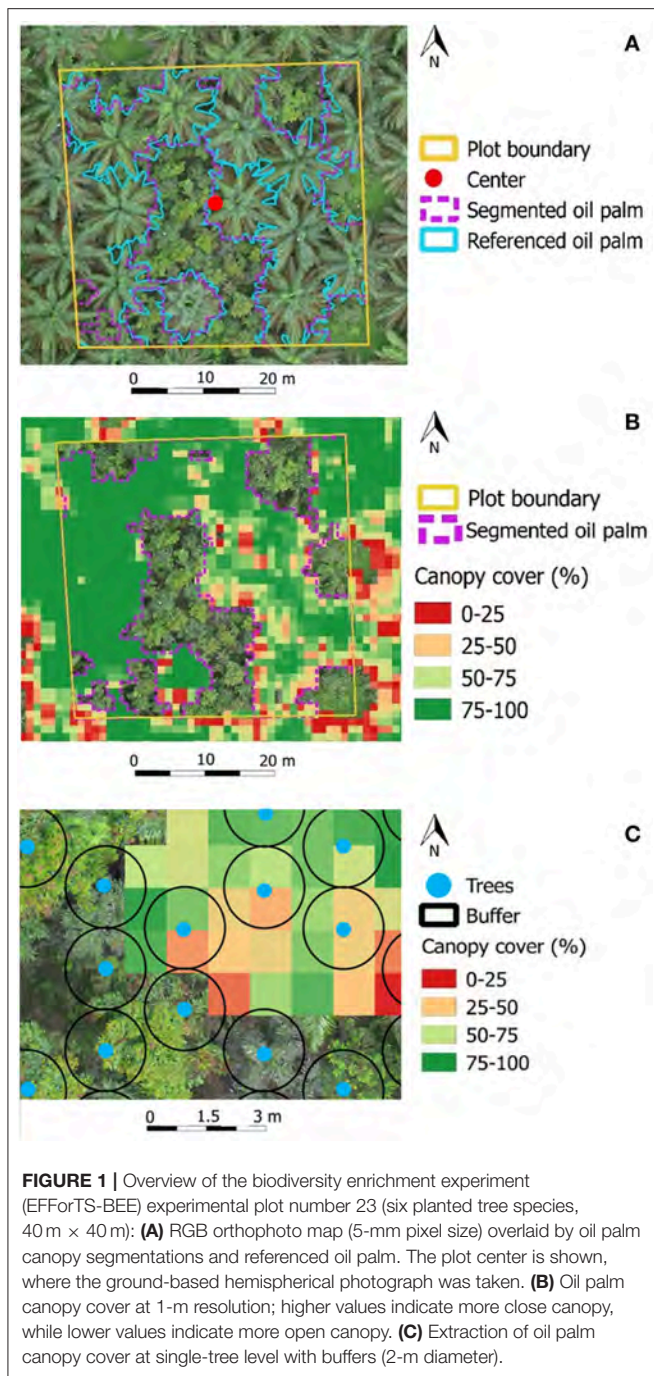 A
N
Plot boundary
Center
Segmented oil palm
Referenced oil palm
0 10 20 m
B
N
Plot boundary
Segmented oil palm
Canopy cover (%)
0-25
25-50
50-75
75-100
0 10 20 m
C
N
Trees
Buffer
Canopy cover (%)
0-25
25-50
50-75
75-100
0 1.5 3 m
FIGURE 1 | Overview of the biodiversity enrichment experiment
(EFForTS-BEE) experimental plot number 23 (six planted tree species,
40 m × 40 m): (A) RGB orthophoto map (5-mm pixel size) overlaid by oil palm
canopy segmentations and referenced oil palm. The plot center is shown,
where the ground-based hemispherical photograph was taken. (B) Oil palm
canopy cover at 1-m resolution; higher values indicate more close canopy,
while lower values indicate more open canopy. (C) Extraction of oil palm
canopy cover at single-tree level with buffers (2-m diameter).